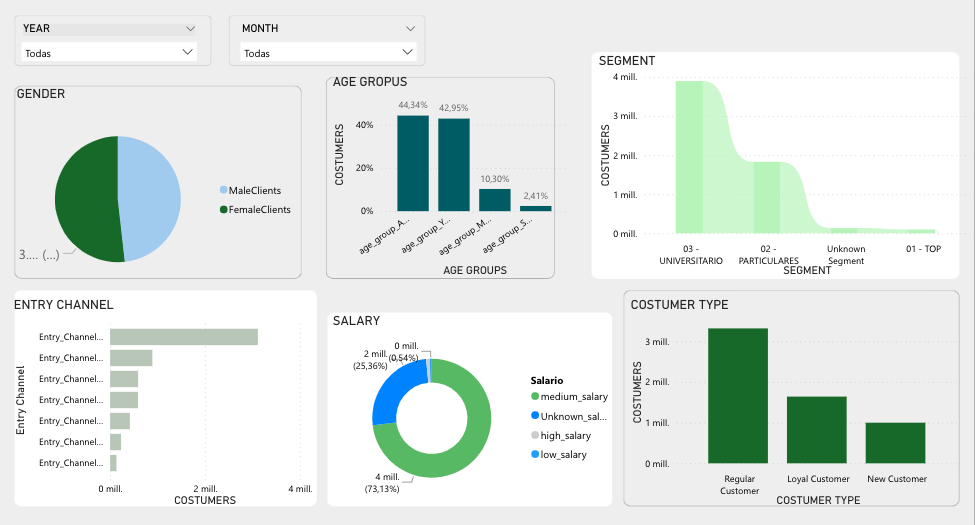 YEAR
Todas
MONTH
Todas
GENDER
MaleClients
FemaleClients
3.... (...)
AGE GROPUS
COSTUMERS
40%
20%
0%
44,34%
42,95%
10,30%
2,41%
age_group_A...
age_group_Y...
age_group_M...
age_group_S...
AGE GROUPS
SEGMENT
COSTUMERS
4 mill.
3 mill.
2 mill.
1 mill.
0 mill.
03 -
UNIVERSITARIO
02 -
PARTICULARES
Unknown
Segment
01 - TOP
SEGMENT
ENTRY CHANNEL
Entry Channel
Entry_Channel...
Entry_Channel...
Entry_Channel...
Entry_Channel...
Entry_Channel...
Entry_Channel...
Entry_Channel...
0 mill.
2 mill.
4 mill.
COSTUMERS
SALARY
0 mill.
(0,54%)
2 mill.
(25,36%)
4 mill.
(73,13%)
Salario
medium_salary
Unknown_sal...
high_salary
low_salary
COSTUMER TYPE
COSTUMERS
3 mill.
2 mill.
1 mill.
0 mill.
Regular
Customer
Loyal Customer
New Customer
COSTUMER TYPE